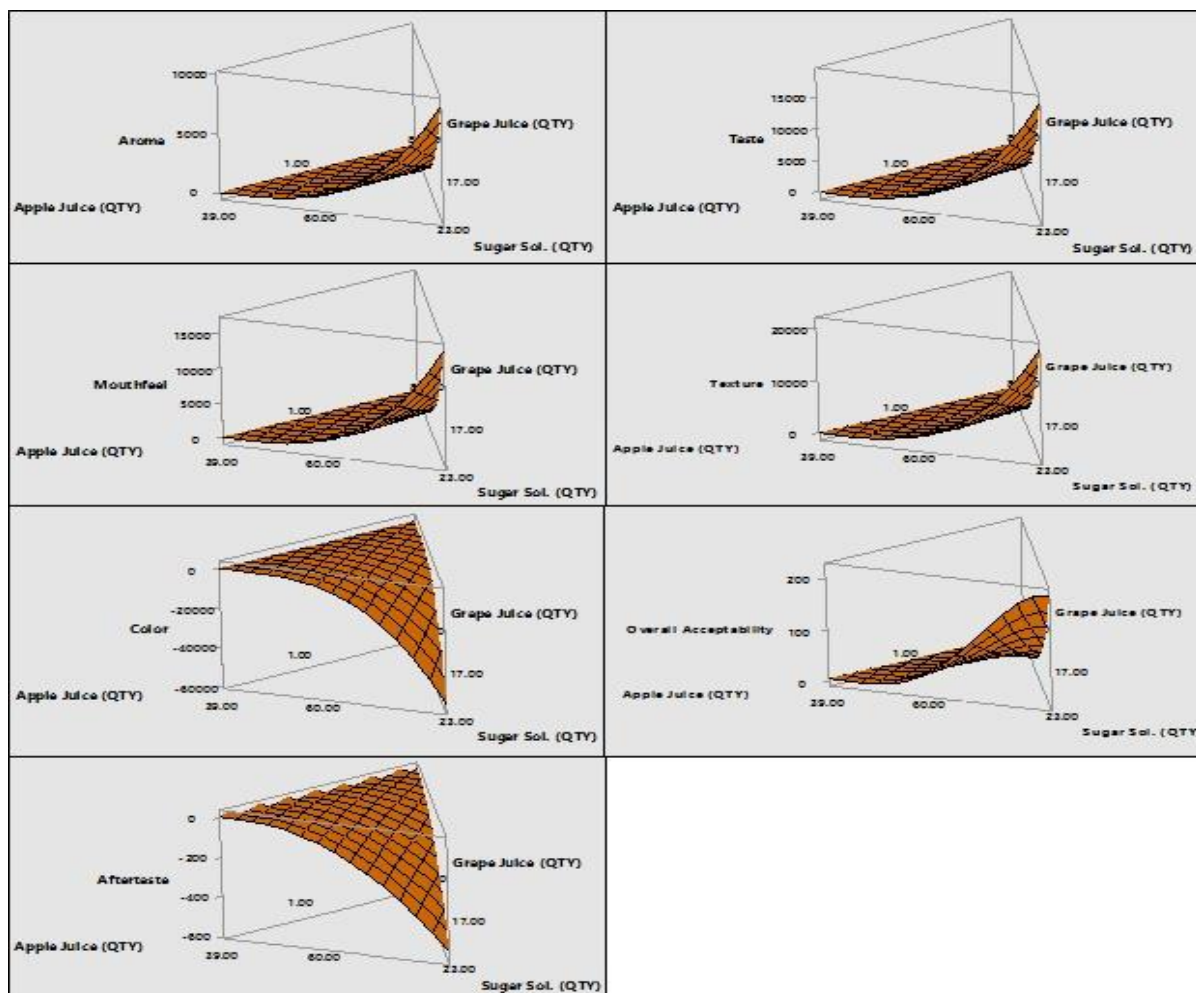 10000
5000
0
Aroma
Grape Juice (QTY)
1.00
17.00
Apple Juice (QTY)
39.00
60.00
23.00
Sugar Sol. (QTY)
15000
10000
5000
0
Taste
Grape Juice (QTY)
1.00
17.00
Apple Juice (QTY)
39.00
60.00
23.00
Sugar Sol. (QTY)
15000
10000
5000
0
Mouthfeel
Grape Juice (QTY)
1.00
17.00
Apple Juice (QTY)
39.00
60.00
23.00
Sugar Sol. (QTY)
20000
10000
0
Texture
Grape Juice (QTY)
1.00
17.00
Apple Juice (QTY)
39.00
60.00
23.00
Sugar Sol. (QTY)
0
-20000
-40000
-60000
Color
Grape Juice (QTY)
1.00
17.00
Apple Juice (QTY)
39.00
60.00
23.00
Sugar Sol. (QTY)
200
100
0
Overall Acceptability
Grape Juice (QTY)
1.00
17.00
Apple Juice (QTY)
39.00
60.00
23.00
Sugar Sol. (QTY)
0
-200
-400
-600
Aftertaste
Grape Juice (QTY)
1.00
17.00
Apple Juice (QTY)
39.00
60.00
23.00
Sugar Sol. (QTY)